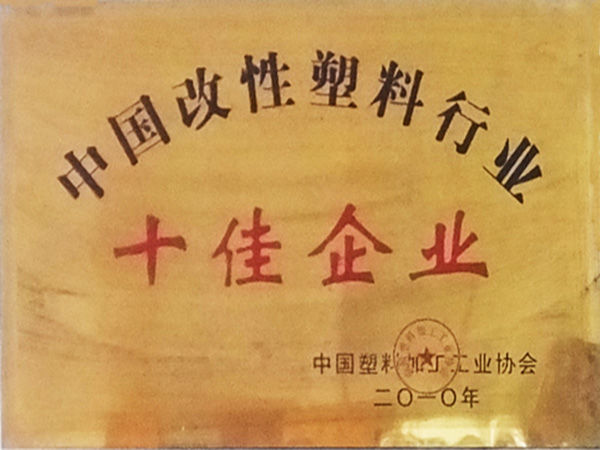 中国改性塑料行业
十佳企业
中国塑料加工工业协会
二〇一〇年